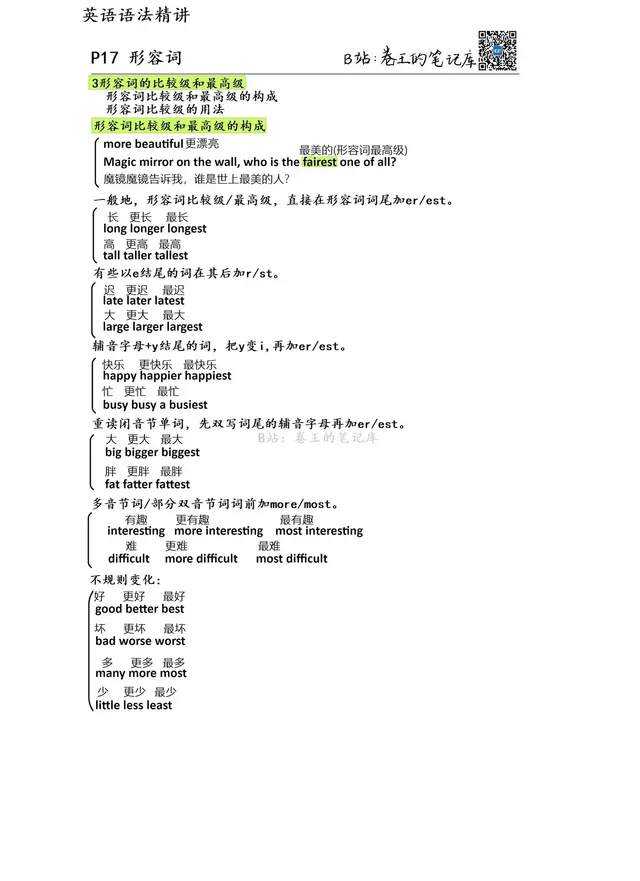 英语语法精讲
P17 形容词
B站:卷王的笔记库
3形容词的比较级和最高级
形容词比较级和最高级的构成
形容词比较级的用法
形容词比较级和最高级的构成
more beautiful 更漂亮
最美的(形容词最高级)
Magic mirror on the wall, who is the fairest one of all?
魔镜魔镜告诉我，谁是世上最美的人?
一般地，形容词比较级/最高级，直接在形容词词尾加er/est。
长 更长 最长
long longer longest
高 更高 最高
tall taller tallest
有些以e结尾的词在其后加r/st。
迟 更迟 最迟
late later latest
大 更大 最大
large larger largest
辅音字母+y结尾的词，把y变i,再加er/est。
快乐 更快乐 最快乐
happy happier happiest
忙 更忙 最忙
busy busy a busiest
重读闭音节单词，先双写词尾的辅音字母再加er/est。
B站：卷王的笔记库
大 更大 最大
big bigger biggest
胖 更胖 最胖
fat fatter fattest
多音节词/部分双音节词词前加more/most。
有趣 更有趣 最有趣
interesting more interesting most interesting
难 更难 最难
difficult more difficult most difficult
不规则变化：
好 更好 最好
good better best
坏 更坏 最坏
bad worse worst
多 更多 最多
many more most
少 更少 最少
little less least